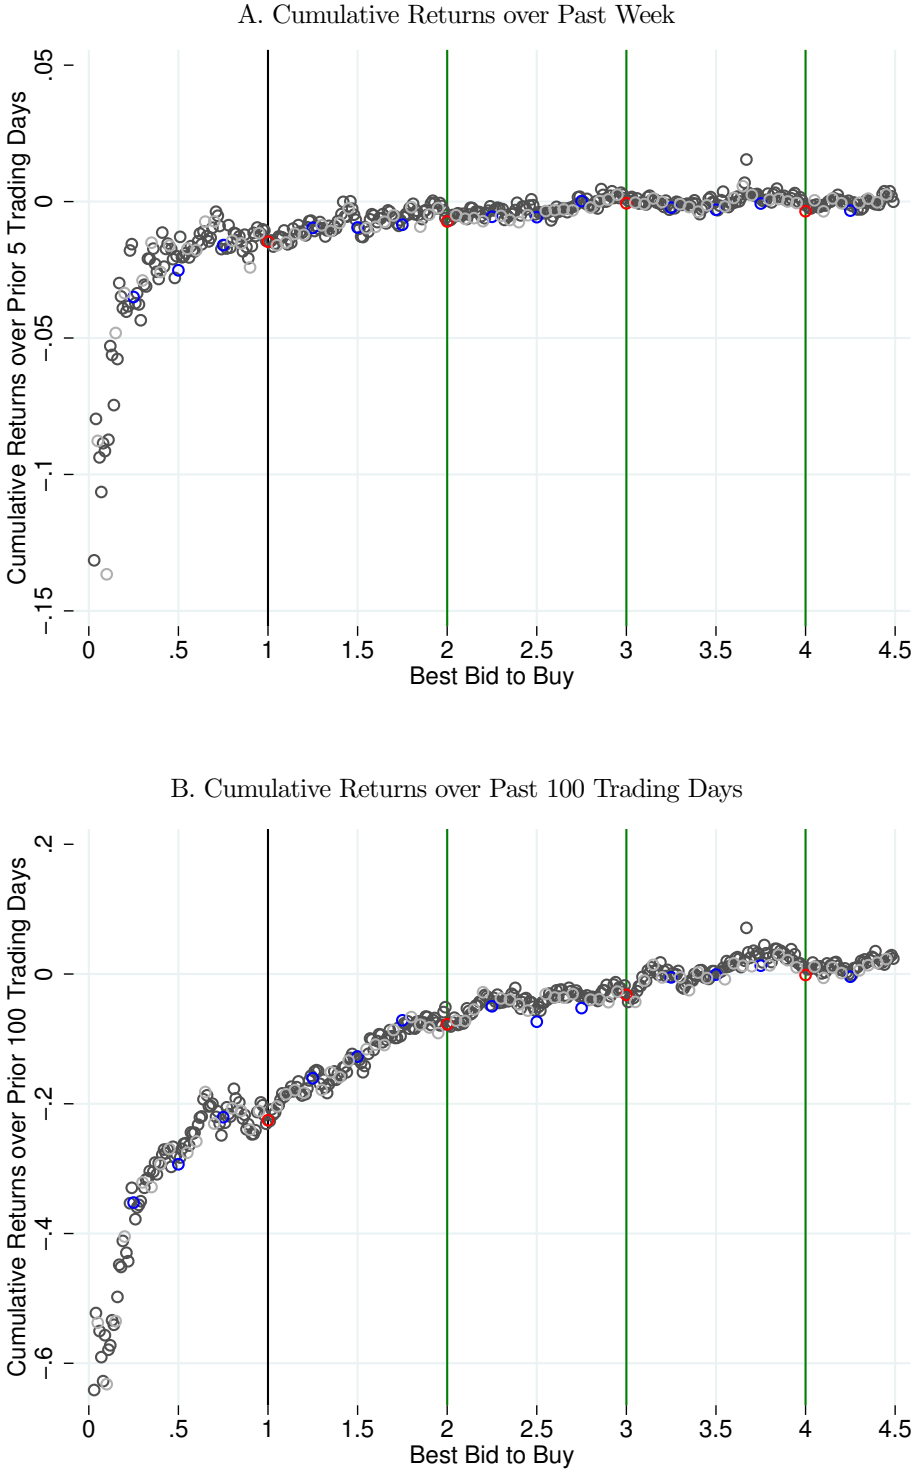 A. Cumulative Returns over Past Week
Cumulative Returns over Prior 5 Trading Days
.05
0
-.05
-.1
-.15
0 .5 1 1.5 2 2.5 3 3.5 4 4.5
Best Bid to Buy
B. Cumulative Returns over Past 100 Trading Days
Cumulative Returns over Prior 100 Trading Days
.2
0
-.2
-.4
-.6
0 .5 1 1.5 2 2.5 3 3.5 4 4.5
Best Bid to Buy